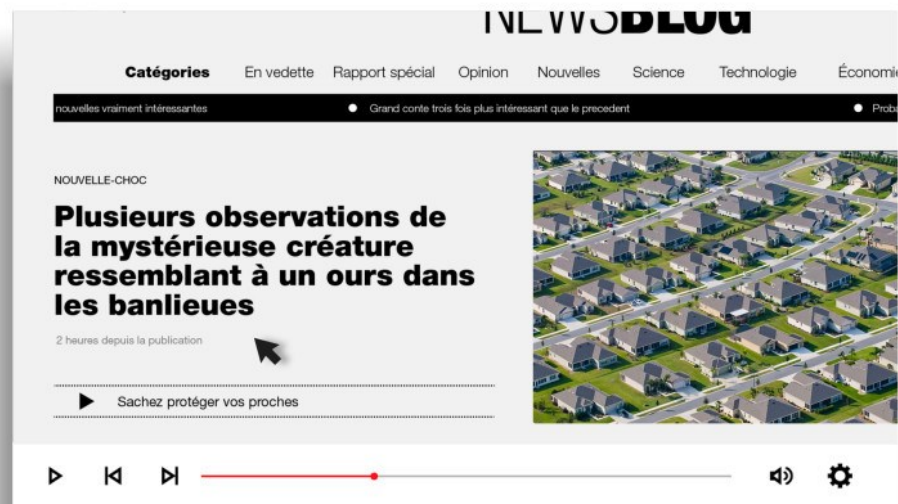 NEWSBLOG
Catégories En vedette Rapport spécial Opinion Nouvelles Science Technologie Économie
nouvelles vraiment intéressantes ● Grand conte trois fois plus intéressant que le precedent ●
NOUVELLE-CHOC
Plusieurs observations de
la mystérieuse créature
ressemblant à un ours dans
les banlieues
2 heures depuis la publication
Sachez protéger vos proches